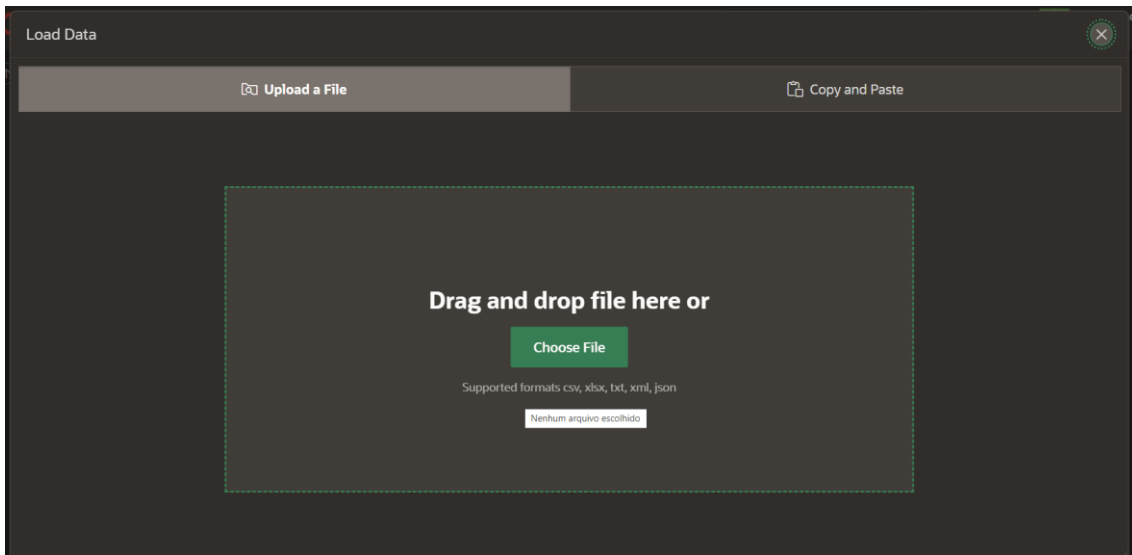 Load Data
Upload a File
Copy and Paste
Drag and drop file here or
Choose File
Supported formats csv, xlsx, txt, xml, json
Nenhum arquivo escolhido